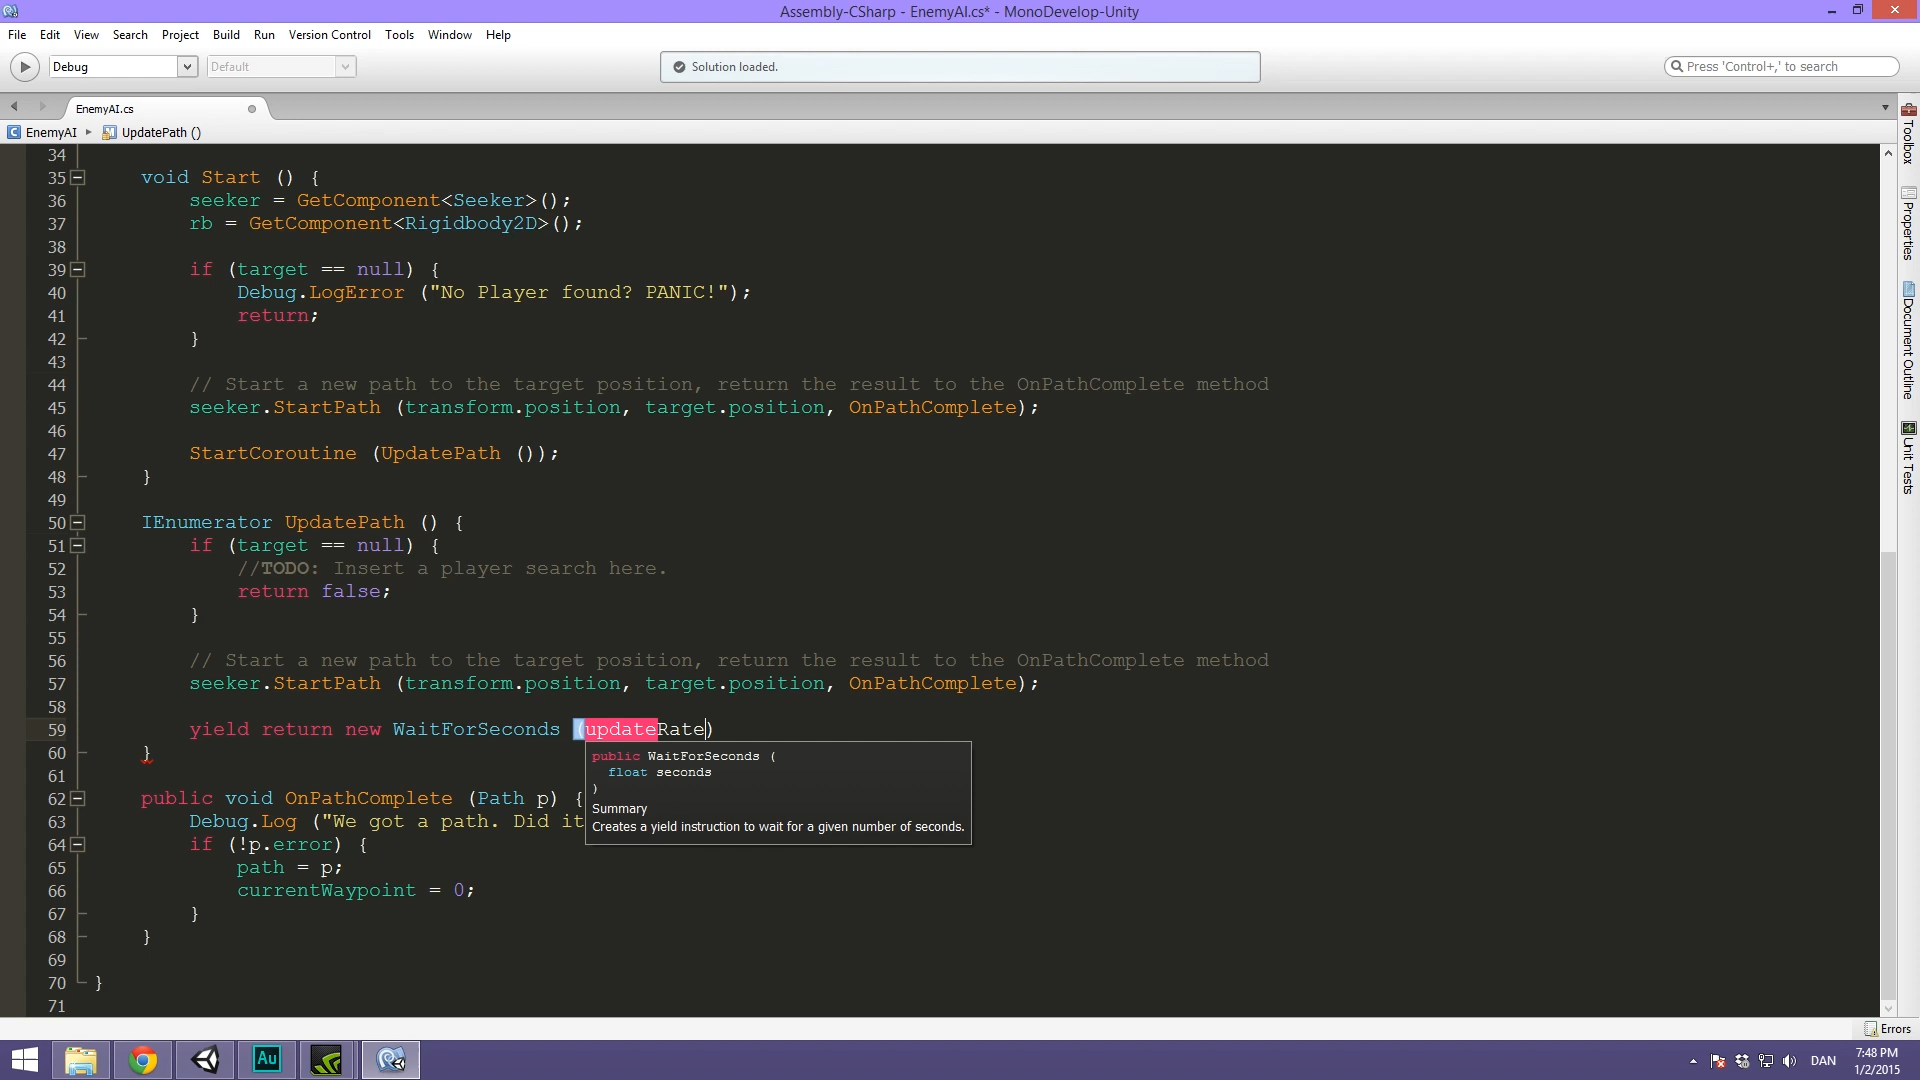 Assembly-CSharp - EnemyAI.cs* - MonoDevelop-Unity
File Edit View Search Project Build Run Version Control Tools Window Help
Debug Default Solution loaded. Press 'Control+,' to search
EnemyAI.cs
EnemyAI UpdatePath ()
34
35 void Start () {
36 seeker = GetComponent<Seeker>();
37 rb = GetComponent<Rigidbody2D>();
38
39 if (target == null) {
40 Debug.LogError ("No Player found? PANIC!");
41 return;
42 }
43
44 // Start a new path to the target position, return the result to the OnPathComplete method
45 seeker.StartPath (transform.position, target.position, OnPathComplete);
46
47 StartCoroutine (UpdatePath ());
48 }
49
50 IEnumerator UpdatePath () {
51 if (target == null) {
52 //TODO: Insert a player search here.
53 return false;
54 }
55
56 // Start a new path to the target position, return the result to the OnPathComplete method
57 seeker.StartPath (transform.position, target.position, OnPathComplete);
58
59 yield return new WaitForSeconds (updateRate)
60 }
61
62 public void OnPathComplete (Path p) {
63 Debug.Log ("We got a path. Did it
64 if (!p.error) {
65 path = p;
66 currentWaypoint = 0;
67 }
68 }
69
70 }
71
public WaitForSeconds (
float seconds
)
Summary
Creates a yield instruction to wait for a given number of seconds.
Toolbox
Properties
Document Outline
Unit Tests
Errors
Au
DAN
7:48 PM
1/2/2015